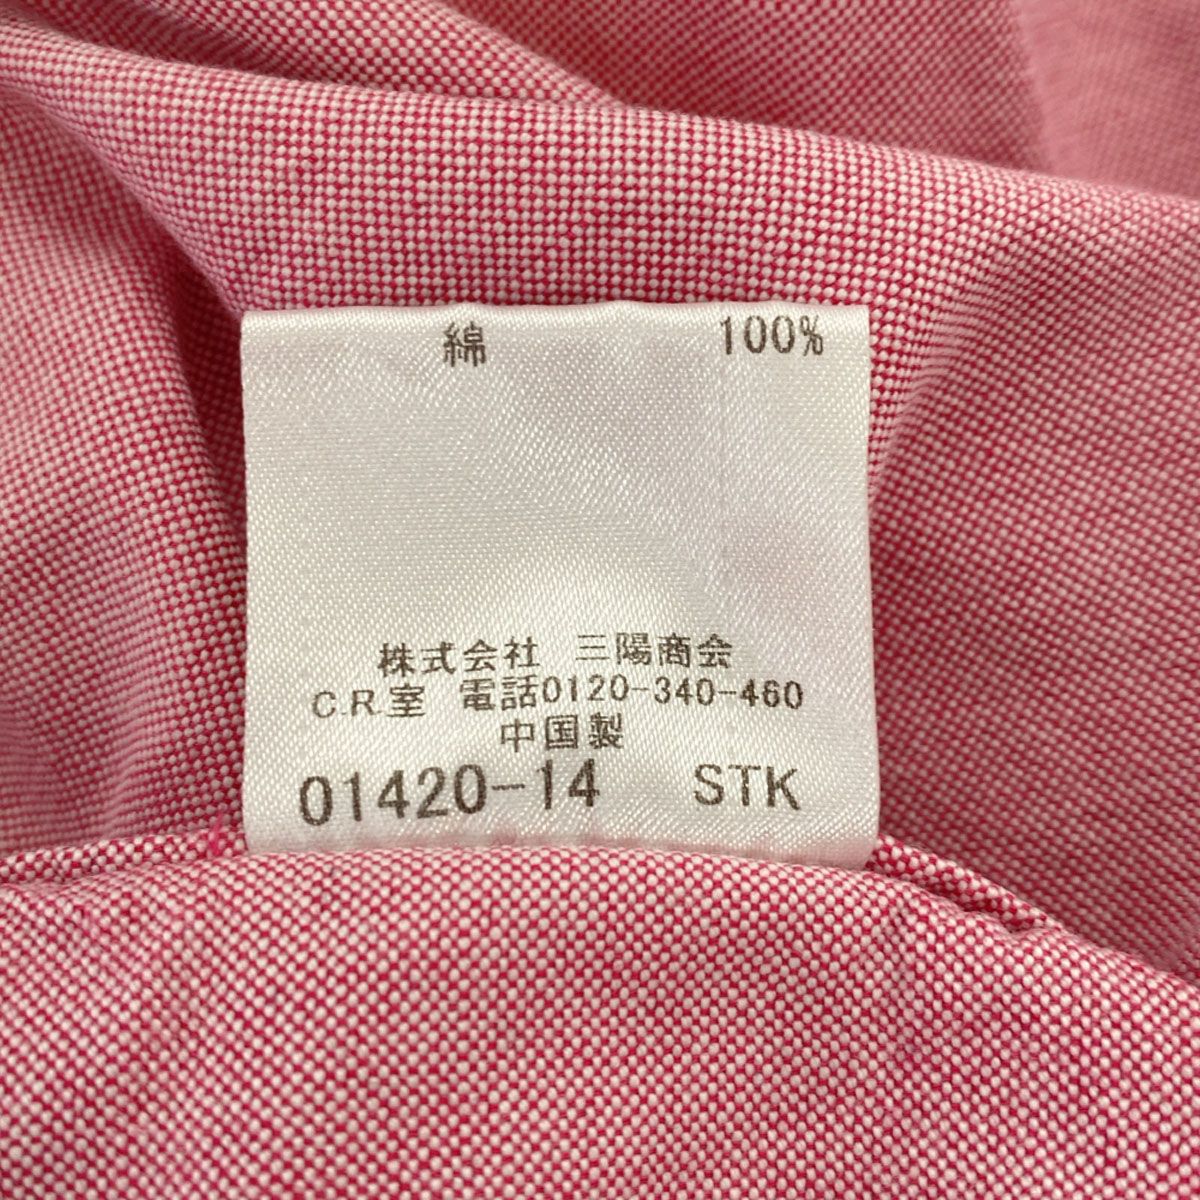 綿 100%
株式会社 三陽商会
C.R.室 電話0120-340-460
中国製
01420-14 STK